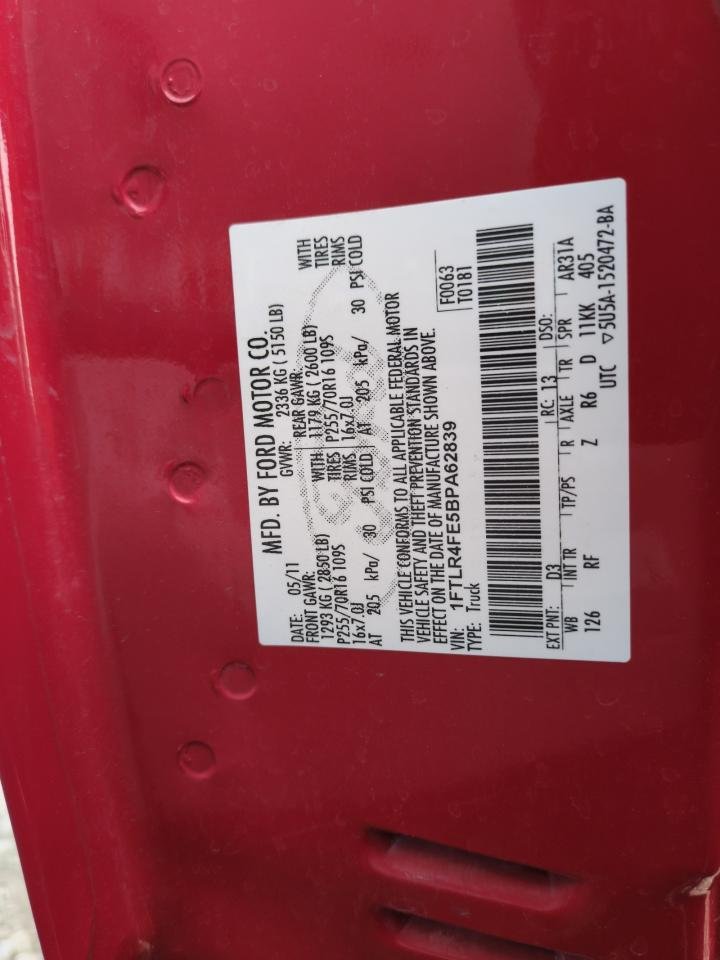 MFD. BY FORD MOTOR CO.
DATE: 05/11 GVWR: 2336 KG ( 5150 LB)
FRONT GAWR: REAR GAWR:
1293 KG ( 2850 LB) WITH 1179 KG ( 2600 LB) WITH
P255/70R16 109S TIRES P255/70R16 109S TIRES
16x7.0J RIMS 16x7.0J RIMS
AT 205 kPa/ 30 PSI COLD AT 205 kPa/ 30 PSI COLD
THIS VEHICLE CONFORMS TO ALL APPLICABLE FEDERAL MOTOR
VEHICLE SAFETY AND THEFT PREVENTION STANDARDS IN
EFFECT ON THE DATE OF MANUFACTURE SHOWN ABOVE.
VIN: 1FTLR4FE5BPA62839
TYPE: Truck
F0063
T01B1
EXT PNT: D3 RC: 13 DSO:
WB INT TR TP/PS R AXLE TR SPR AR31A
126 RF Z R6 D 11KK 405
UTC ▽5U5A-1520472-BA